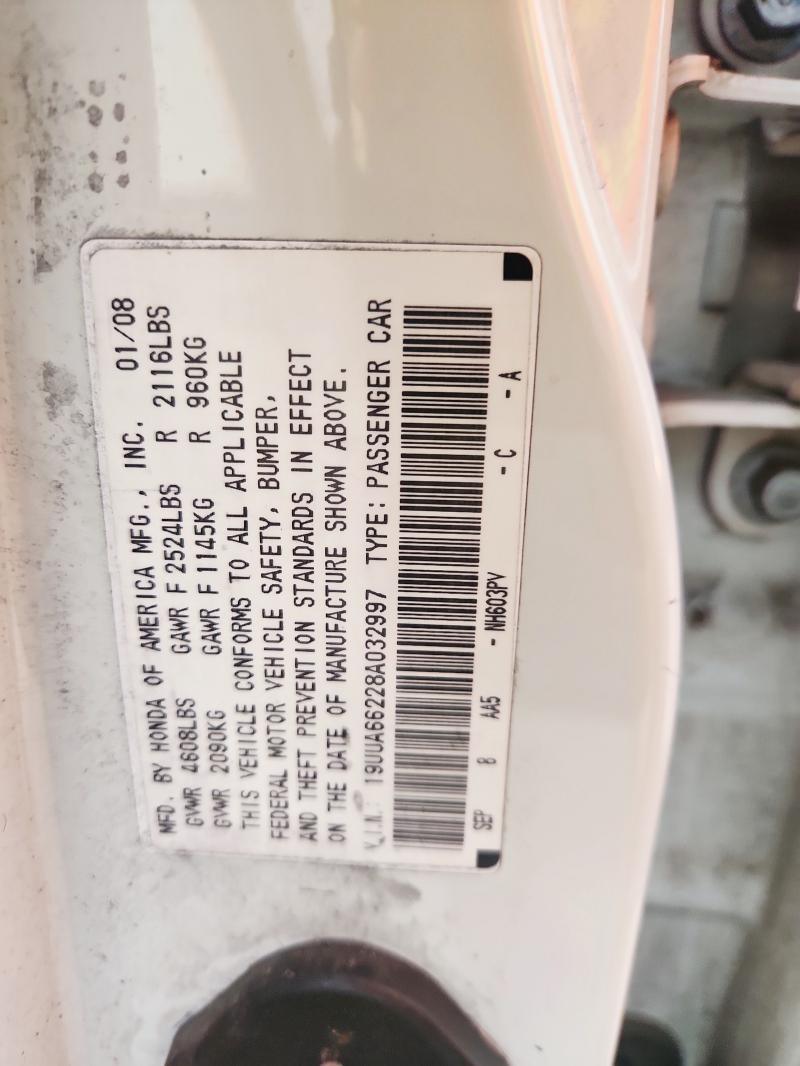 MFD. BY HONDA OF AMERICA MFG., INC. 01/08
GVWR 4608LBS GAWR F 2524LBS R 2116LBS
GVWR 2090KG GAWR F 1145KG R 960KG
THIS VEHICLE CONFORMS TO ALL APPLICABLE
FEDERAL MOTOR VEHICLE SAFETY, BUMPER,
AND THEFT PREVENTION STANDARDS IN EFFECT
ON THE DATE OF MANUFACTURE SHOWN ABOVE.
V.I.N.: 19UUA66228A032997 TYPE: PASSENGER CAR
SEP 8 AA5 - NH603PV - C - A